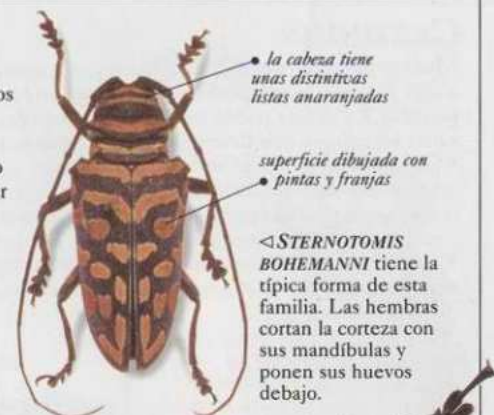 la cabeza tiene
unas distintivas
listas anaranjadas
superficie dibujada con
pintas y franjas
◁STERNOTOMIS
BOHEMANNI tiene la
típica forma de esta
familia. Las hembras
cortan la corteza con
sus mandíbulas y
ponen sus huevos
debajo.